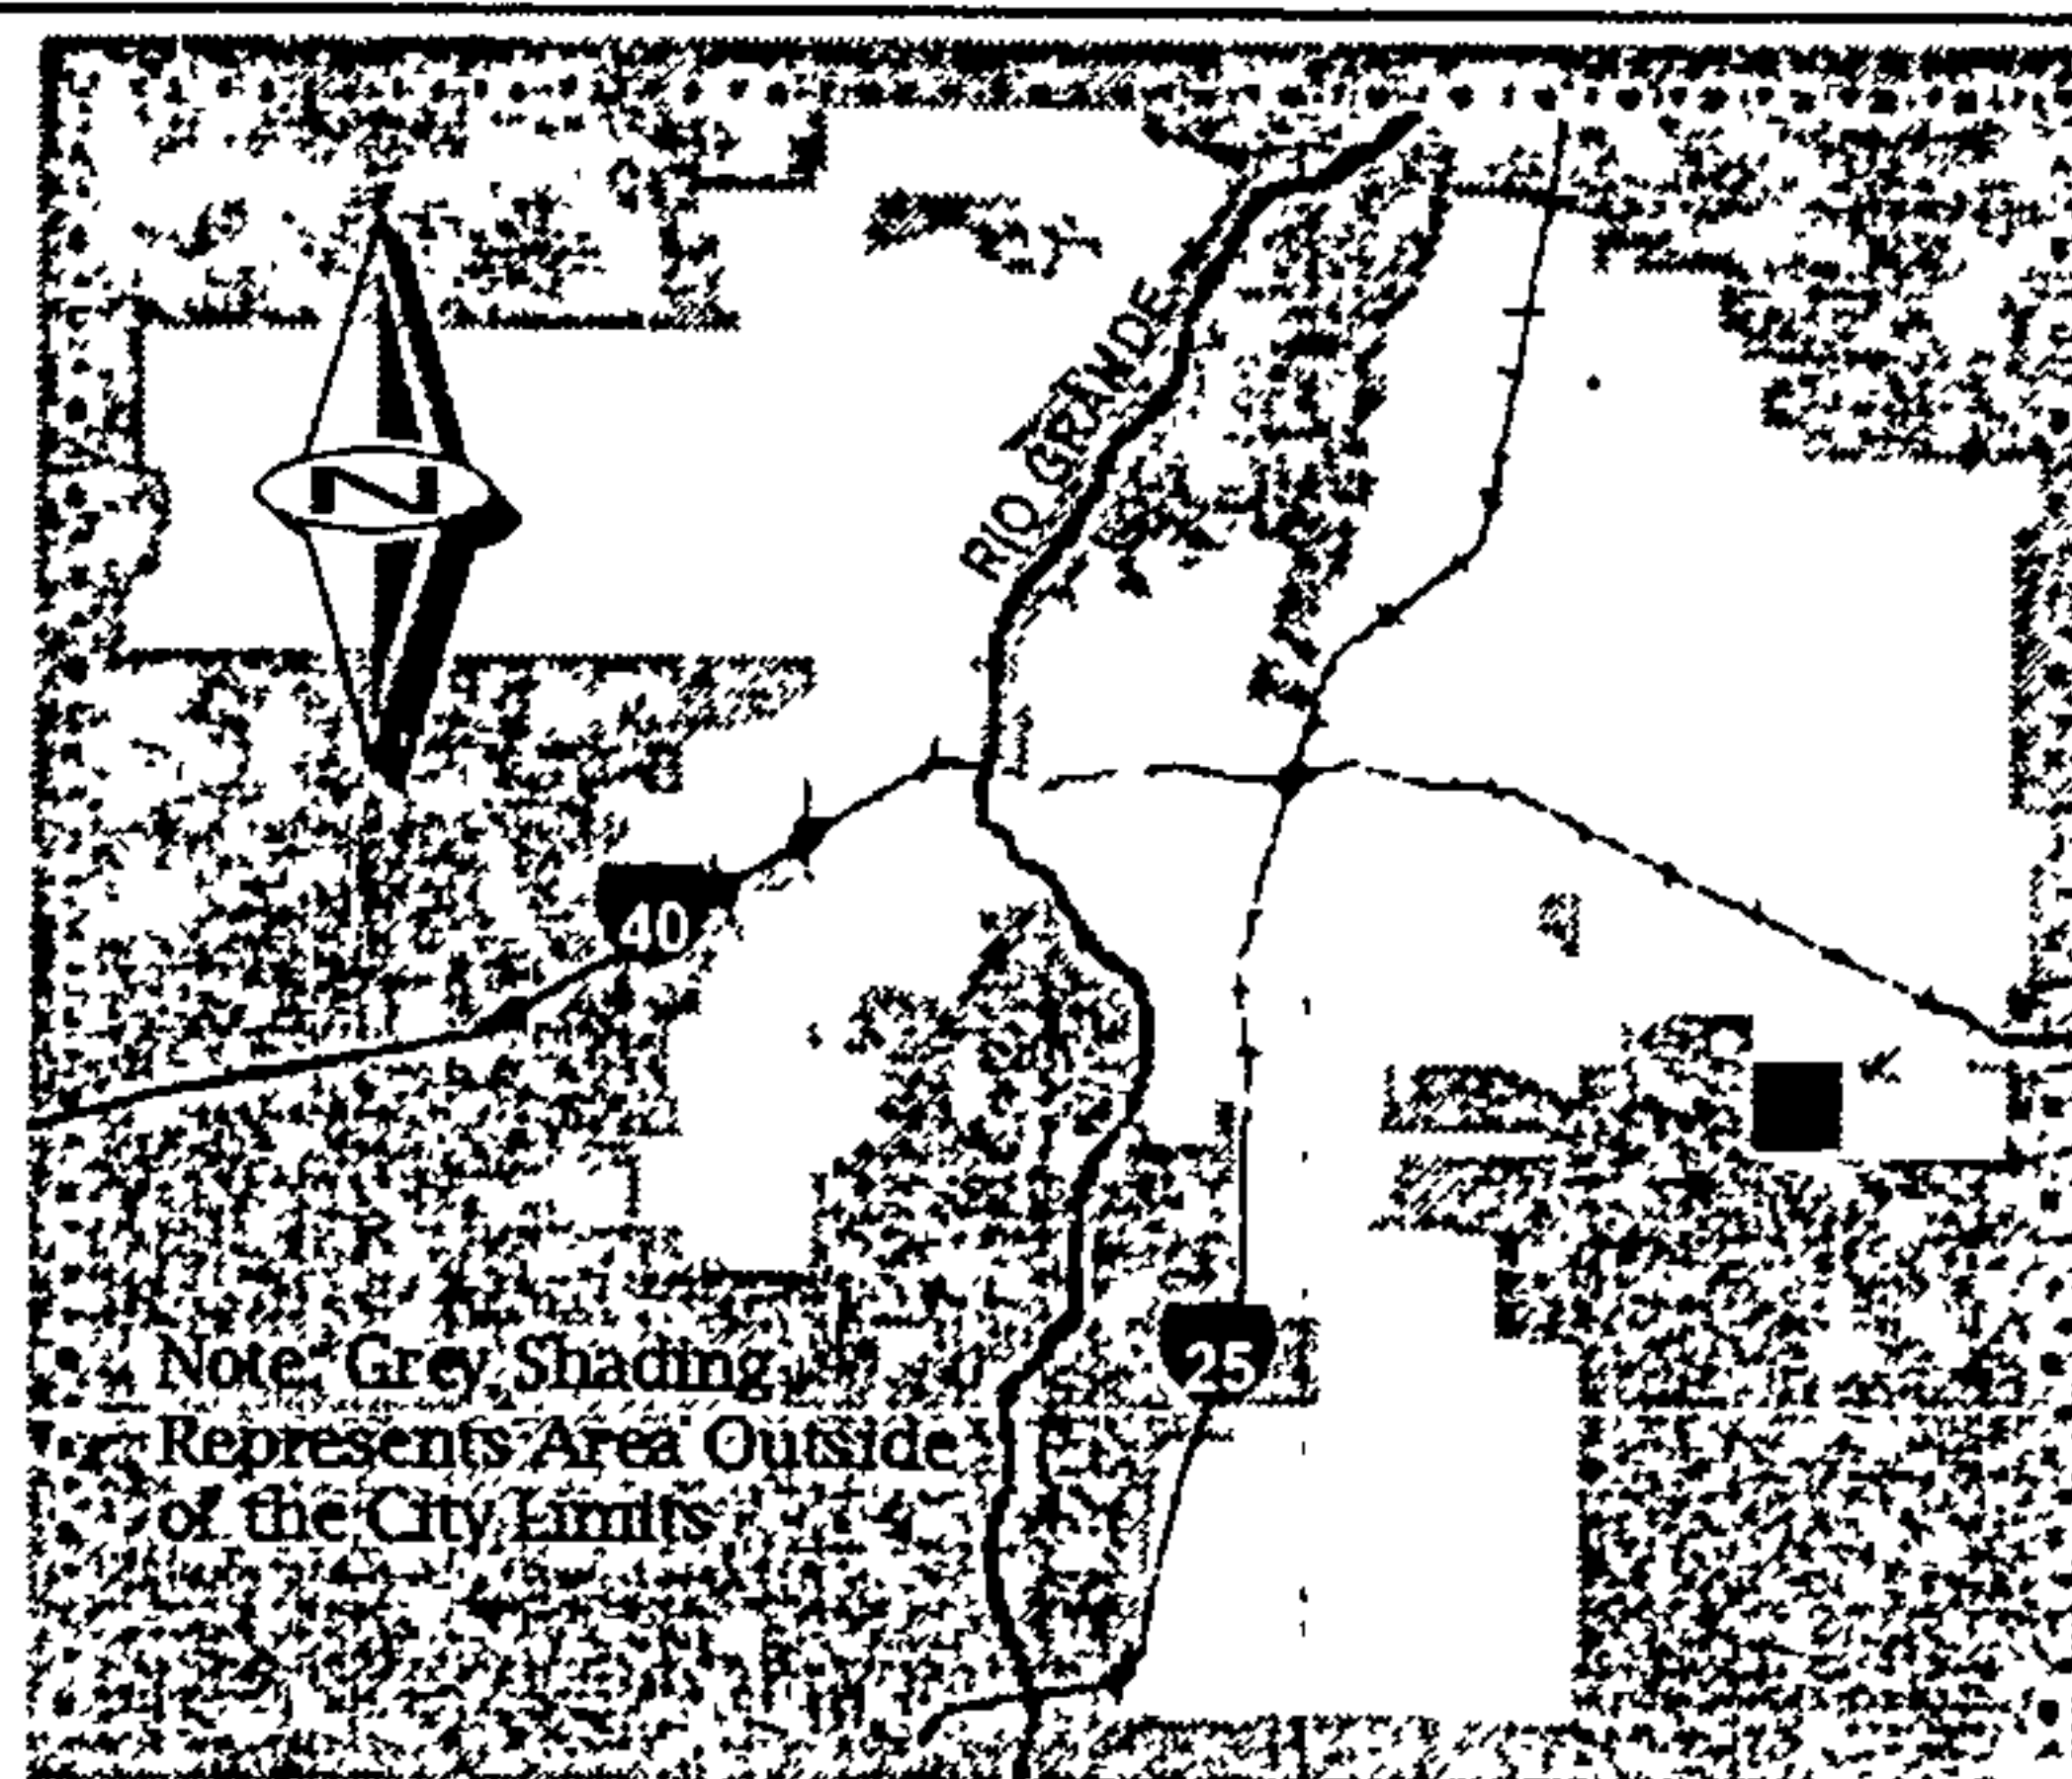 N
RIO GRANDE
40
25
Note: Grey Shading
Represents Area Outside
of the City Limits